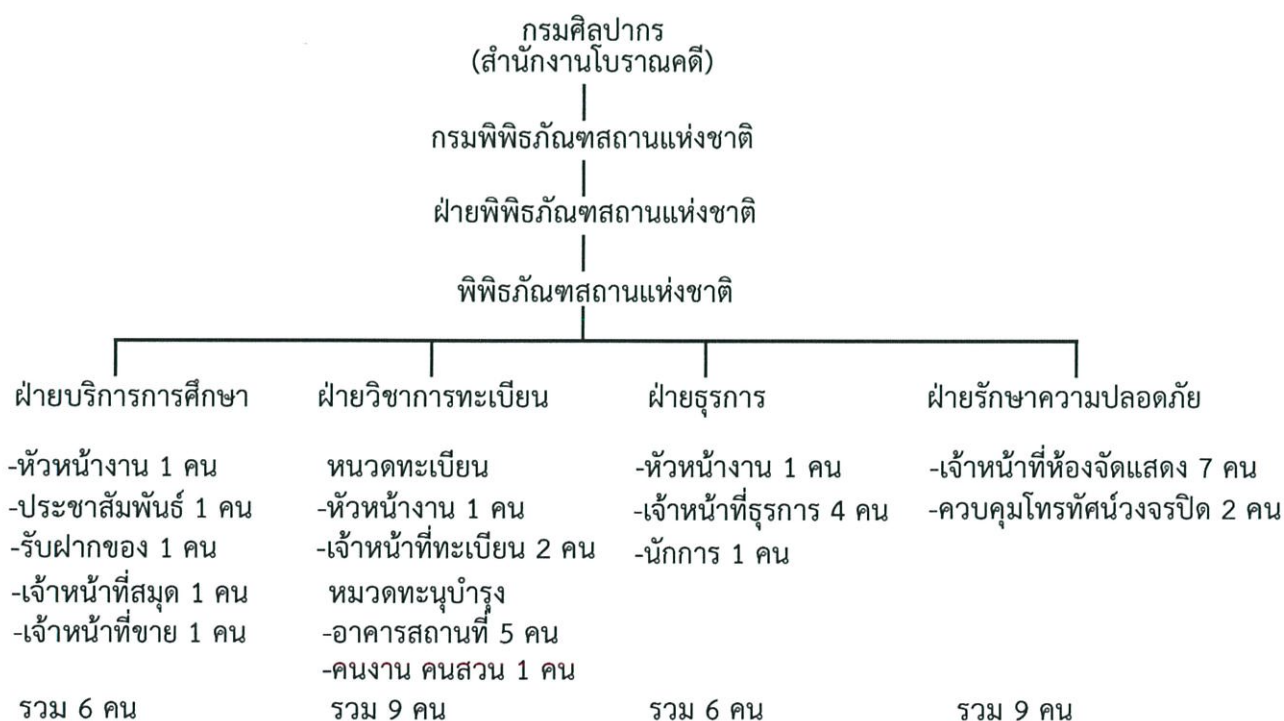 กรมศิลปากร
(สำนักงานโบราณคดี)
กรมพิพิธภัณฑสถานแห่งชาติ
ฝ่ายพิพิธภัณฑสถานแห่งชาติ
พิพิธภัณฑสถานแห่งชาติ
ฝ่ายบริการการศึกษา
-หัวหน้างาน 1 คน
-ประชาสัมพันธ์ 1 คน
-รับฝากของ 1 คน
-เจ้าหน้าที่สมุด 1 คน
-เจ้าหน้าที่ขาย 1 คน
รวม 6 คน
ฝ่ายวิชาการทะเบียน
หนวดทะเบียน
-หัวหน้างาน 1 คน
-เจ้าหน้าที่ทะเบียน 2 คน
หมวดทะนุบำรุง
-อาคารสถานที่ 5 คน
-คนงาน คนสวน 1 คน
รวม 9 คน
ฝ่ายธุรการ
-หัวหน้างาน 1 คน
-เจ้าหน้าที่ธุรการ 4 คน
-นักการ 1 คน
รวม 6 คน
ฝ่ายรักษาความปลอดภัย
-เจ้าหน้าที่ห้องจัดแสดง 7 คน
-ควบคุมโทรทัศน์วงจรปิด 2 คน
รวม 9 คน